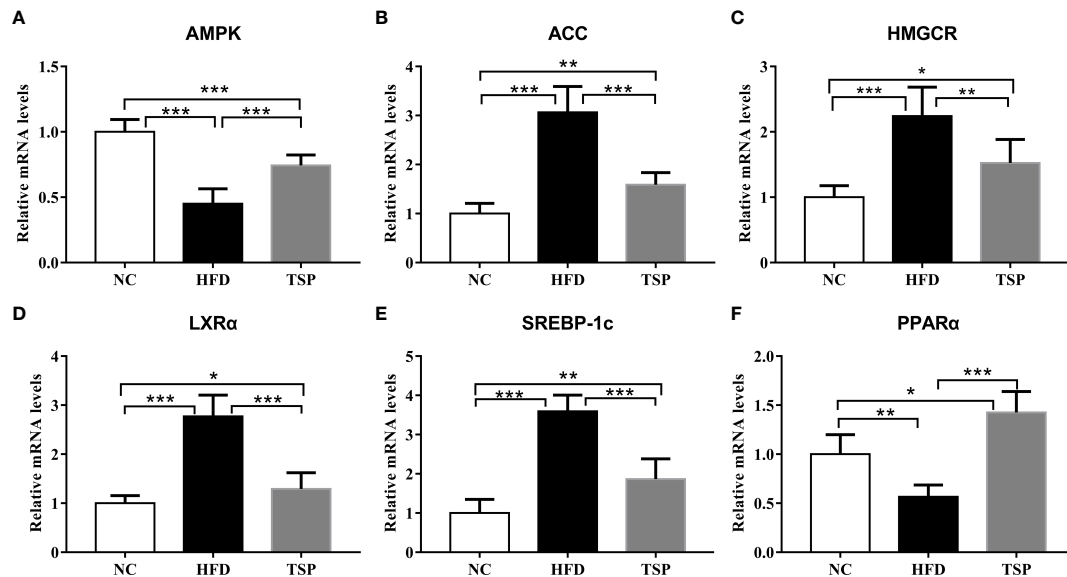 A
AMPK
Relative mRNA levels
1.5
1.0
0.5
0.0
***
***
***
NC HFD TSP
B
ACC
Relative mRNA levels
4
3
2
1
0
**
***
***
NC HFD TSP
C
HMGCR
Relative mRNA levels
3
2
1
0
*
***
**
NC HFD TSP
D
LXRα
Relative mRNA levels
4
3
2
1
0
*
***
***
NC HFD TSP
E
SREBP-1c
Relative mRNA levels
5
4
3
2
1
0
**
***
***
NC HFD TSP
F
PPARα
Relative mRNA levels
2.0
1.5
1.0
0.5
0.0
***
*
**
NC HFD TSP